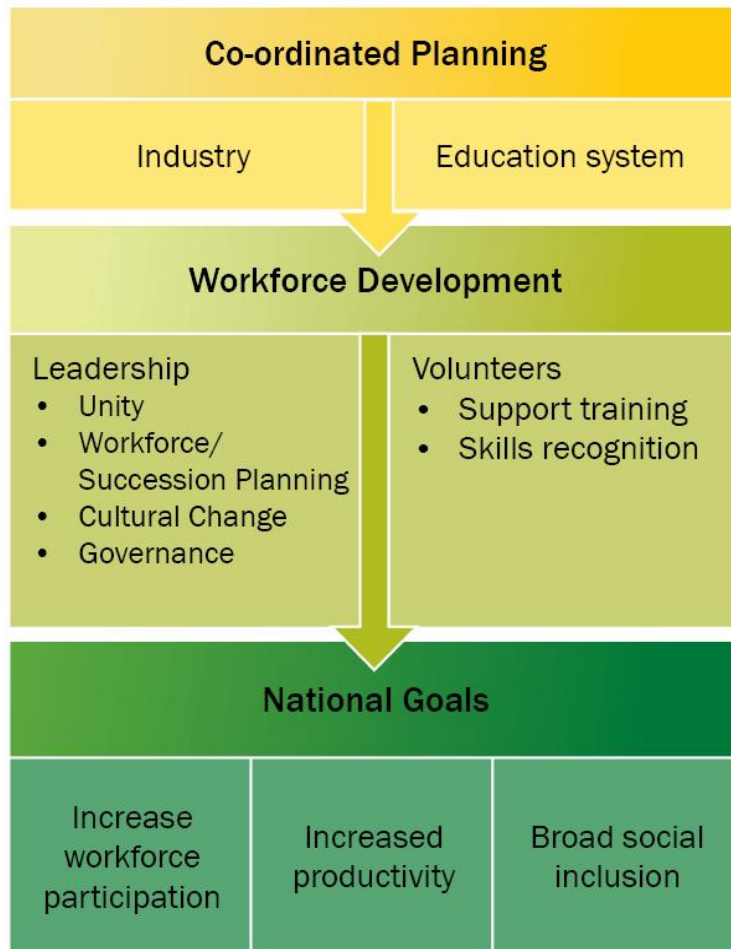 Co-ordinated Planning
Industry
Education system
Workforce Development
Leadership
• Unity
• Workforce/
Succession Planning
• Cultural Change
• Governance
Volunteers
• Support training
• Skills recognition
National Goals
Increase
workforce
participation
Increased
productivity
Broad social
inclusion